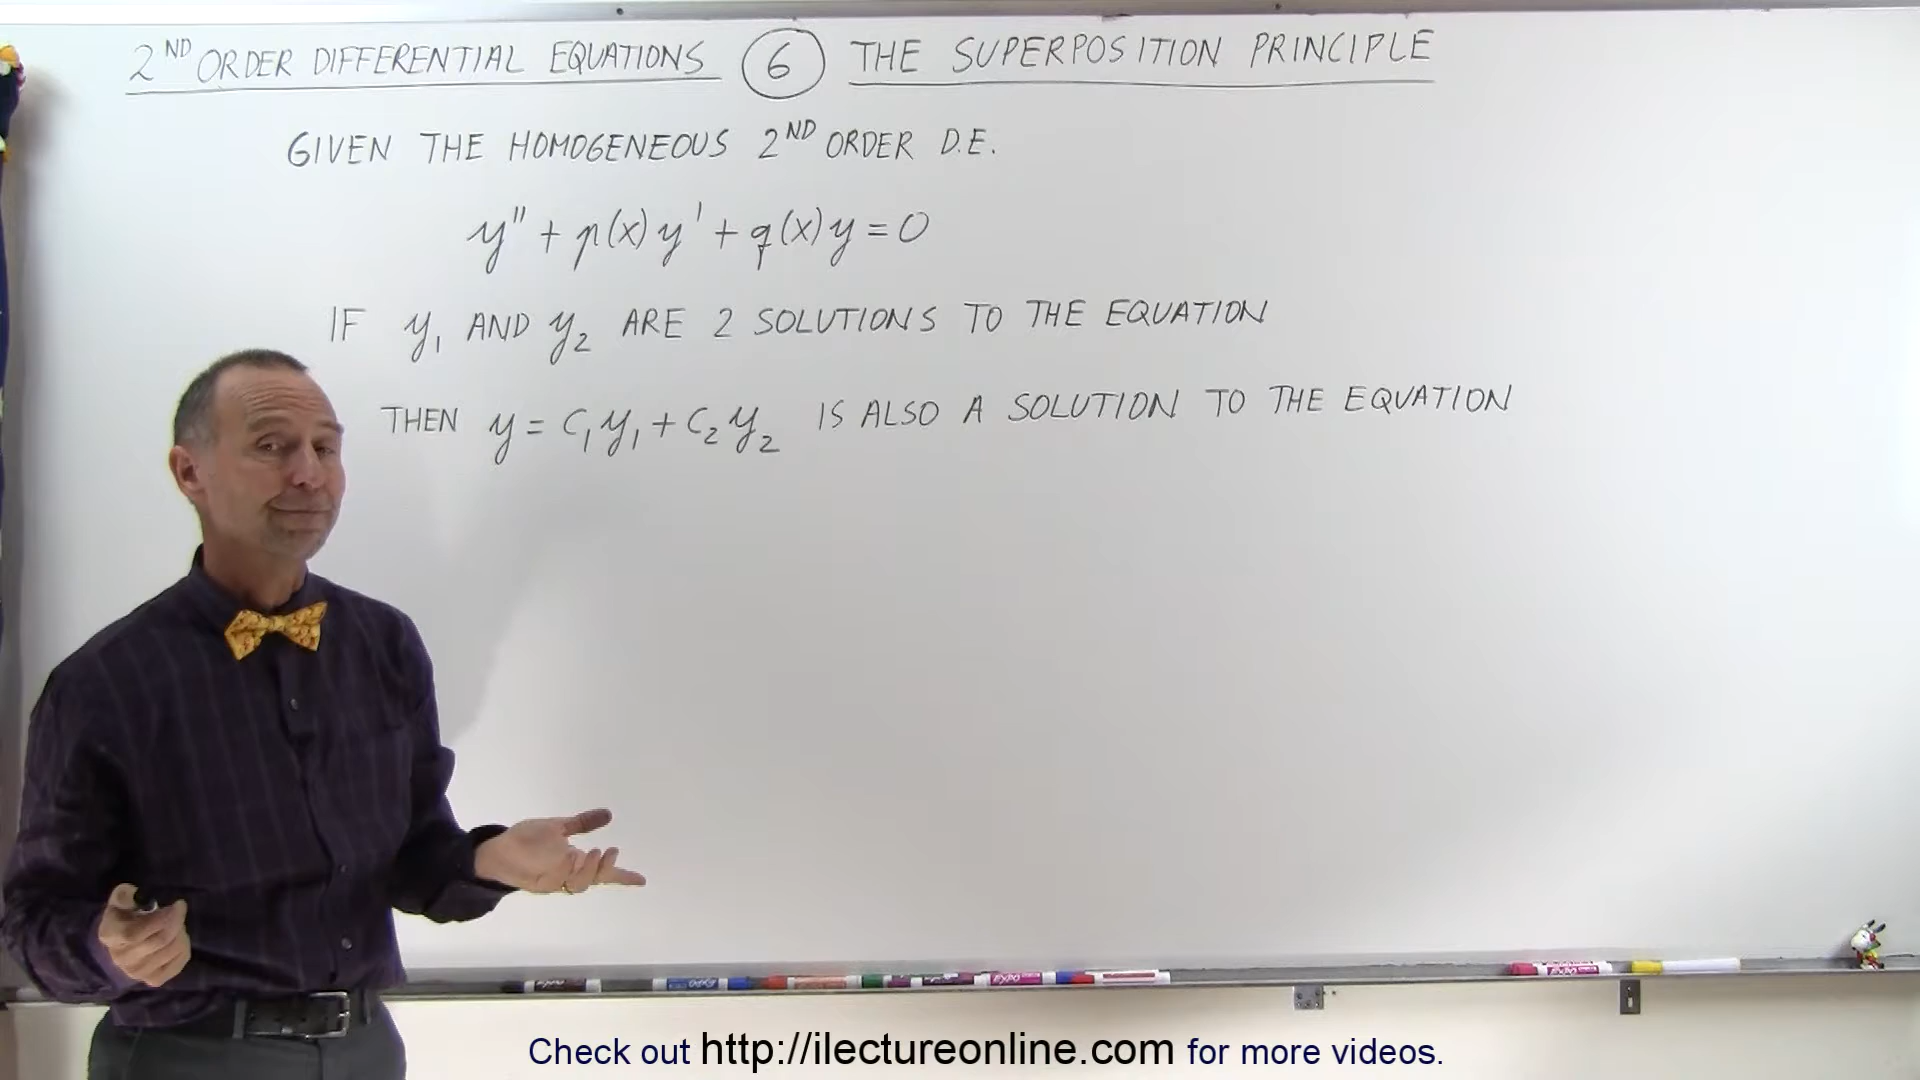 2ND ORDER DIFFERENTIAL EQUATIONS 6 THE SUPERPOSITION PRINCIPLE
GIVEN THE HOMOGENEOUS 2ND ORDER D.E.
y" + p(x)y' + q(x)y = 0
IF y₁ AND y₂ ARE 2 SOLUTIONS TO THE EQUATION
THEN y = C₁y₁ + C₂y₂ IS ALSO A SOLUTION TO THE EQUATION
Check out http://ilectureonline.com for more videos.